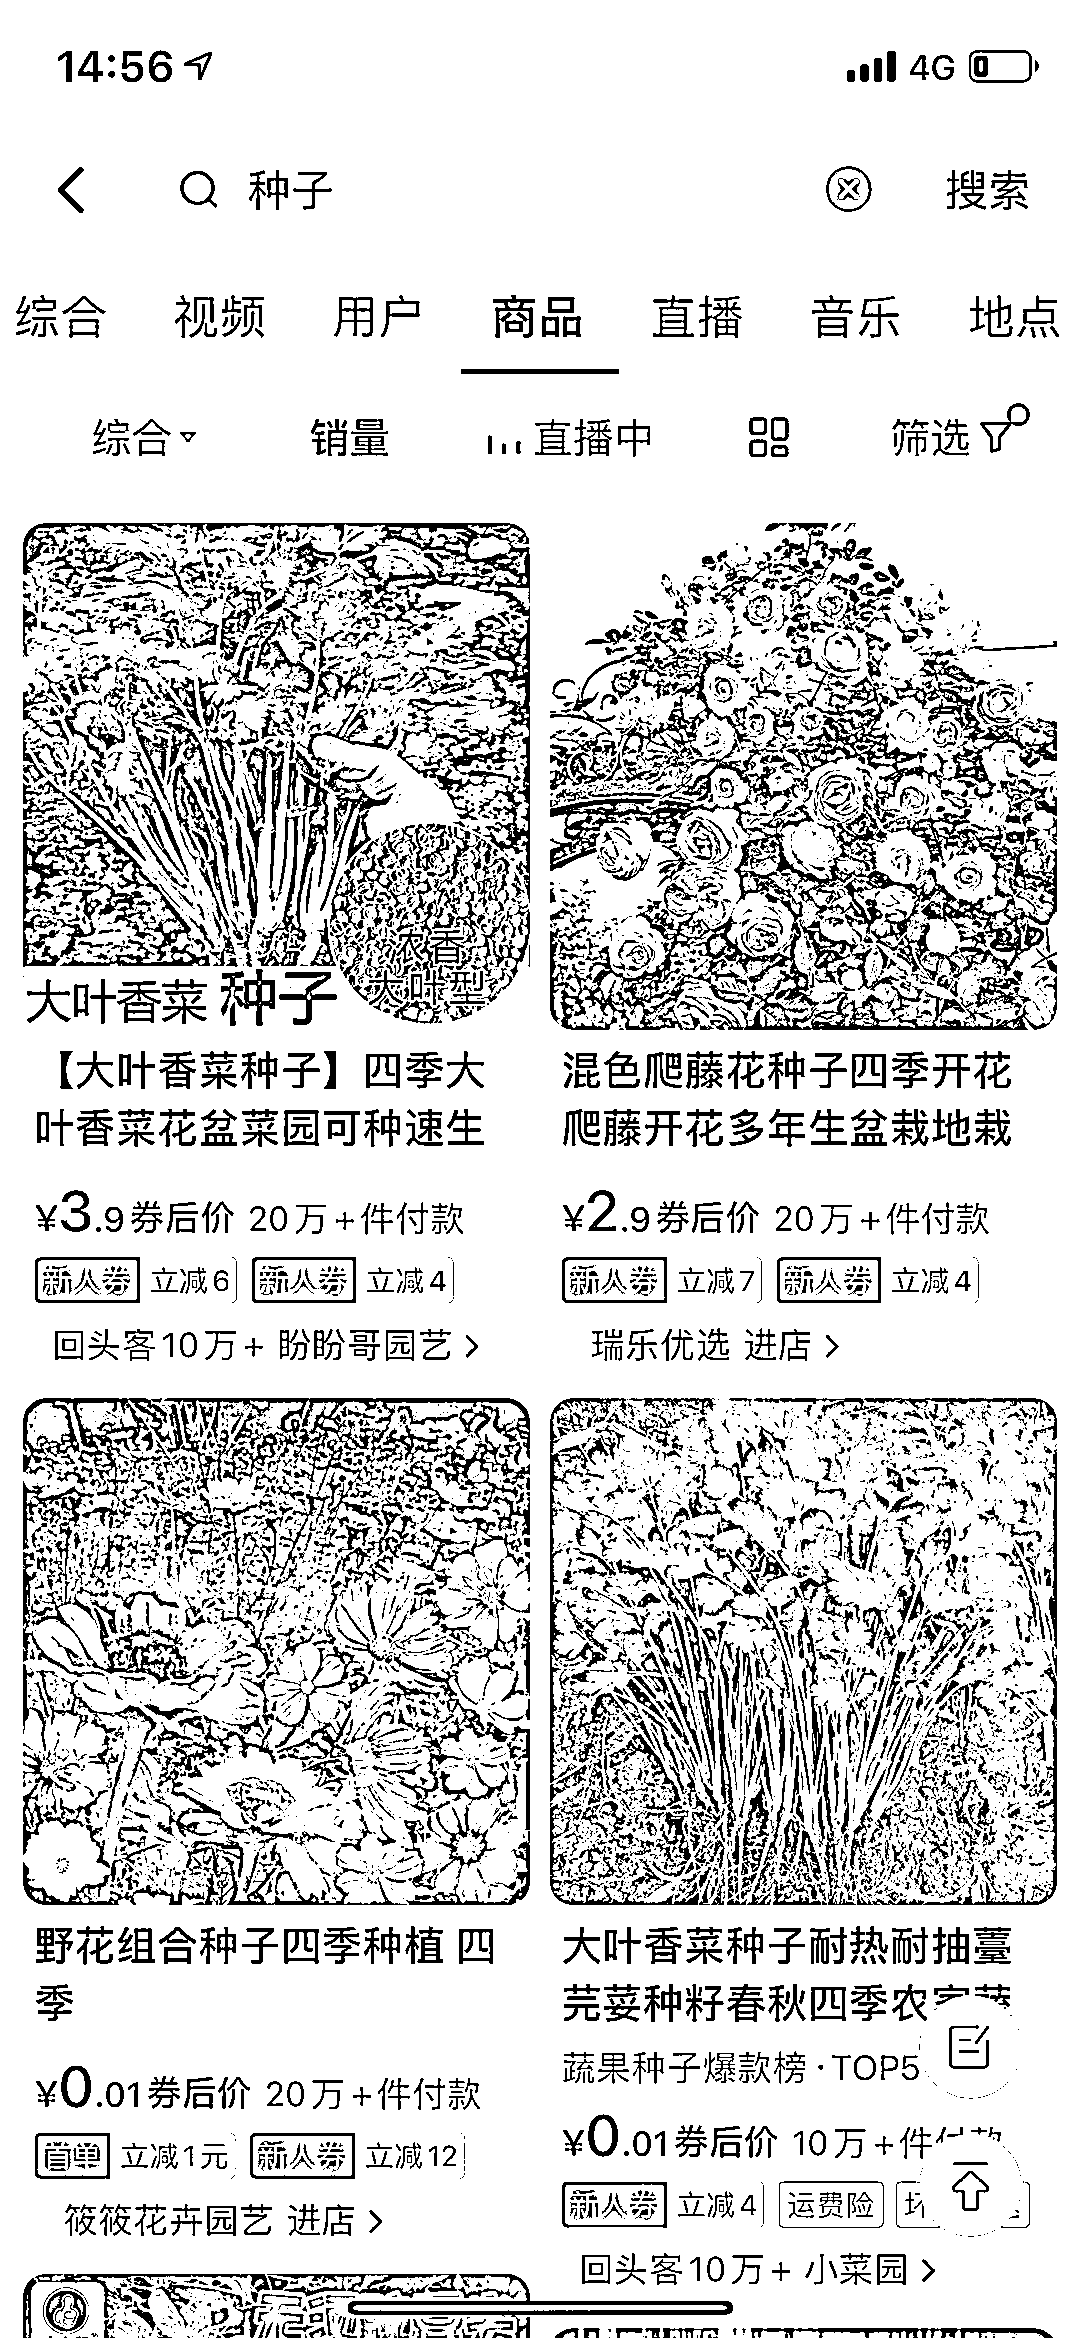 14:56
4G
种子
搜索
综合 视频 用户 商品 直播 音乐 地点
综合 销量 直播中 筛选
浓香
大叶型
大叶香菜 种子
【大叶香菜种子】四季大
叶香菜花盆菜园可种速生
¥3.9券后价 20万+件付款
新人券 立减6 新人券 立减4
回头客10万+ 盼盼哥园艺 >
混色爬藤花种子四季开花
爬藤开花多年生盆栽地栽
¥2.9券后价 20万+件付款
新人券 立减7 新人券 立减4
瑞乐优选 进店 >
野花组合种子四季种植 四
季
¥0.01券后价 20万+件付款
首单 立减1元 新人券 立减12
筱筱花卉园艺 进店 >
大叶香菜种子耐热耐抽薹
芫荽种籽春秋四季农家蔬
蔬果种子爆款榜·TOP5
¥0.01券后价 10万+件付款
新人券 立减4 运费险
回头客10万+ 小菜园 >